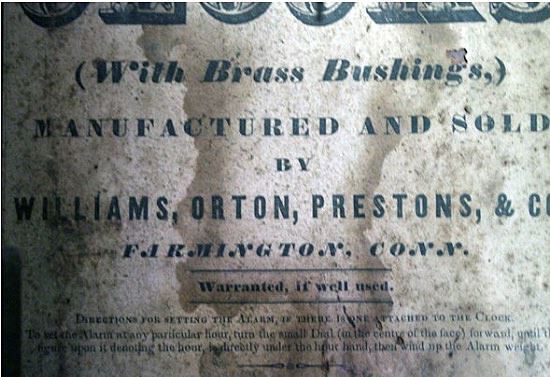 CLOCKS
(With Brass Bushings,)
MANUFACTURED AND SOLD
BY
WILLIAMS, ORTON, PRESTONS, & C
FARMINGTON, CONN.
Warranted, if well used.
DIRECTIONS FOR SETTING THE ALARM, IF THERE IS ONE ATTACHED TO THE CLOCK.
To set the Alarm at any particular hour, turn the small Dial (in the centre of the face) forward, until th
figure upon it denoting the hour, is directly under the hour hand, then wind up the Alarm weight.